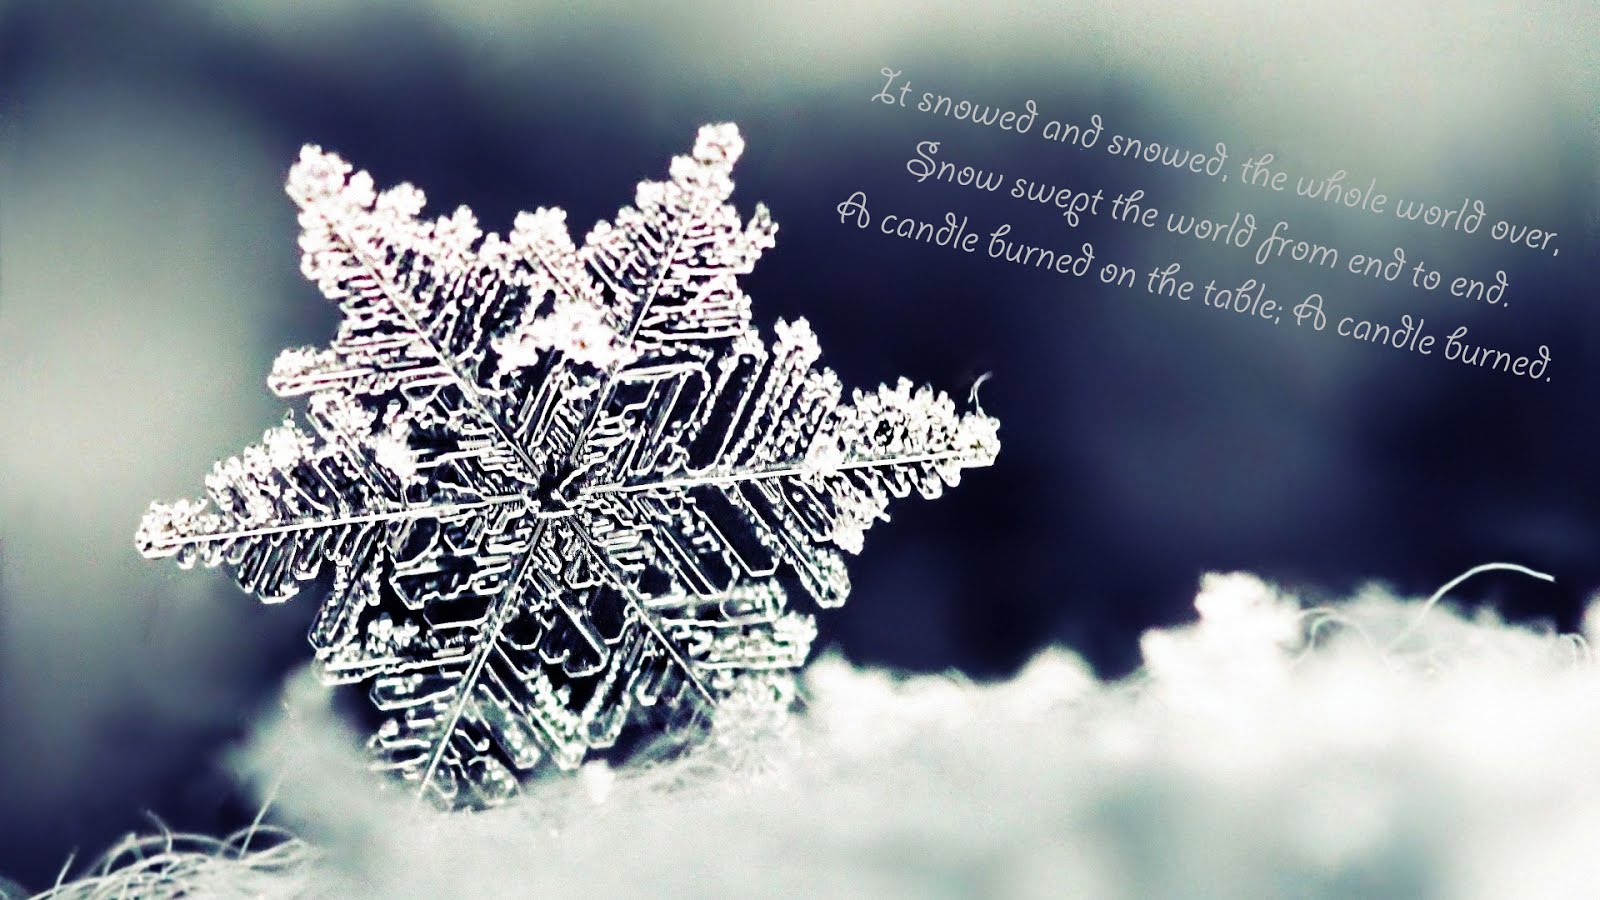 It snowed and snowed, the whole world over,
Snow swept the world from end to end.
A candle burned on the table; A candle burned.